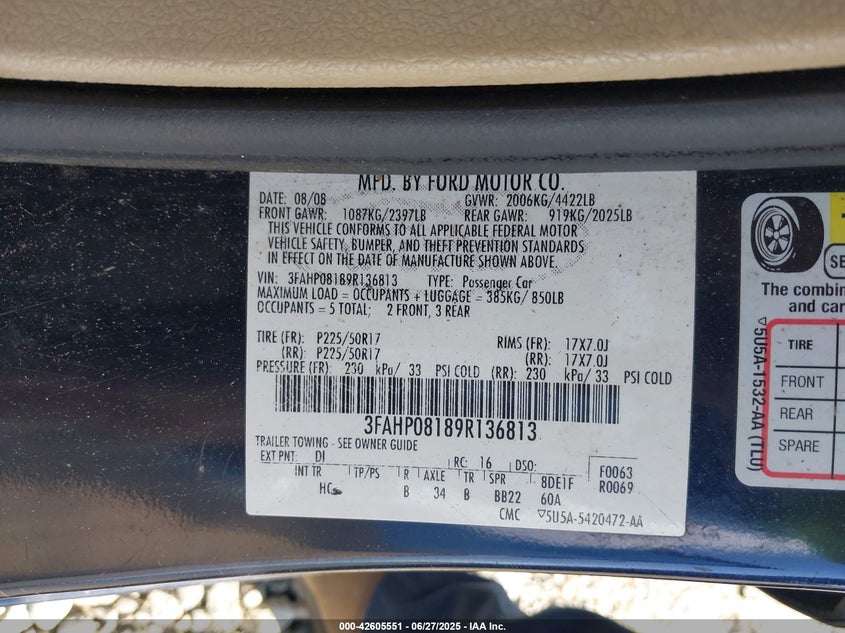 MFD. BY FORD MOTOR CO.
DATE: 08/08 GVWR: 2006KG/4422LB
FRONT GAWR: 1087KG/2397LB REAR GAWR: 919KG/2025LB
THIS VEHICLE CONFORMS TO ALL APPLICABLE FEDERAL MOTOR
VEHICLE SAFETY, BUMPER, AND THEFT PREVENTION STANDARDS
IN EFFECT ON THE DATE OF MANUFACTURE SHOWN ABOVE.
VIN: 3FAHP08189R136813 TYPE: Passenger Car
MAXIMUM LOAD = OCCUPANTS + LUGGAGE = 385KG/ 850LB
OCCUPANTS = 5 TOTAL; 2 FRONT, 3 REAR
TIRE (FR): P225/50R17 RIMS (FR): 17X7.0J
(RR): P225/50R17 (RR): 17X7.0J
PRESSURE (FR): 230 kPa/ 33 PSI COLD (RR): 230 kPa/ 33 PSI COLD
3FAHP08189R136813
TRAILER TOWING - SEE OWNER GUIDE
EXT PNT: DI RC: 16 DSO: F0063
INT TR TP/PS R AXLE TR SPR 8DE1F R0069
B 34 B BB22 60A
CMC ▽5U5A-5420472-AA
The combin
and car
TIRE
FRONT
REAR
SPARE
▽5U5A-1532-AA (TL0)
000-42605551 | 06/27/2025 - IAA Inc.